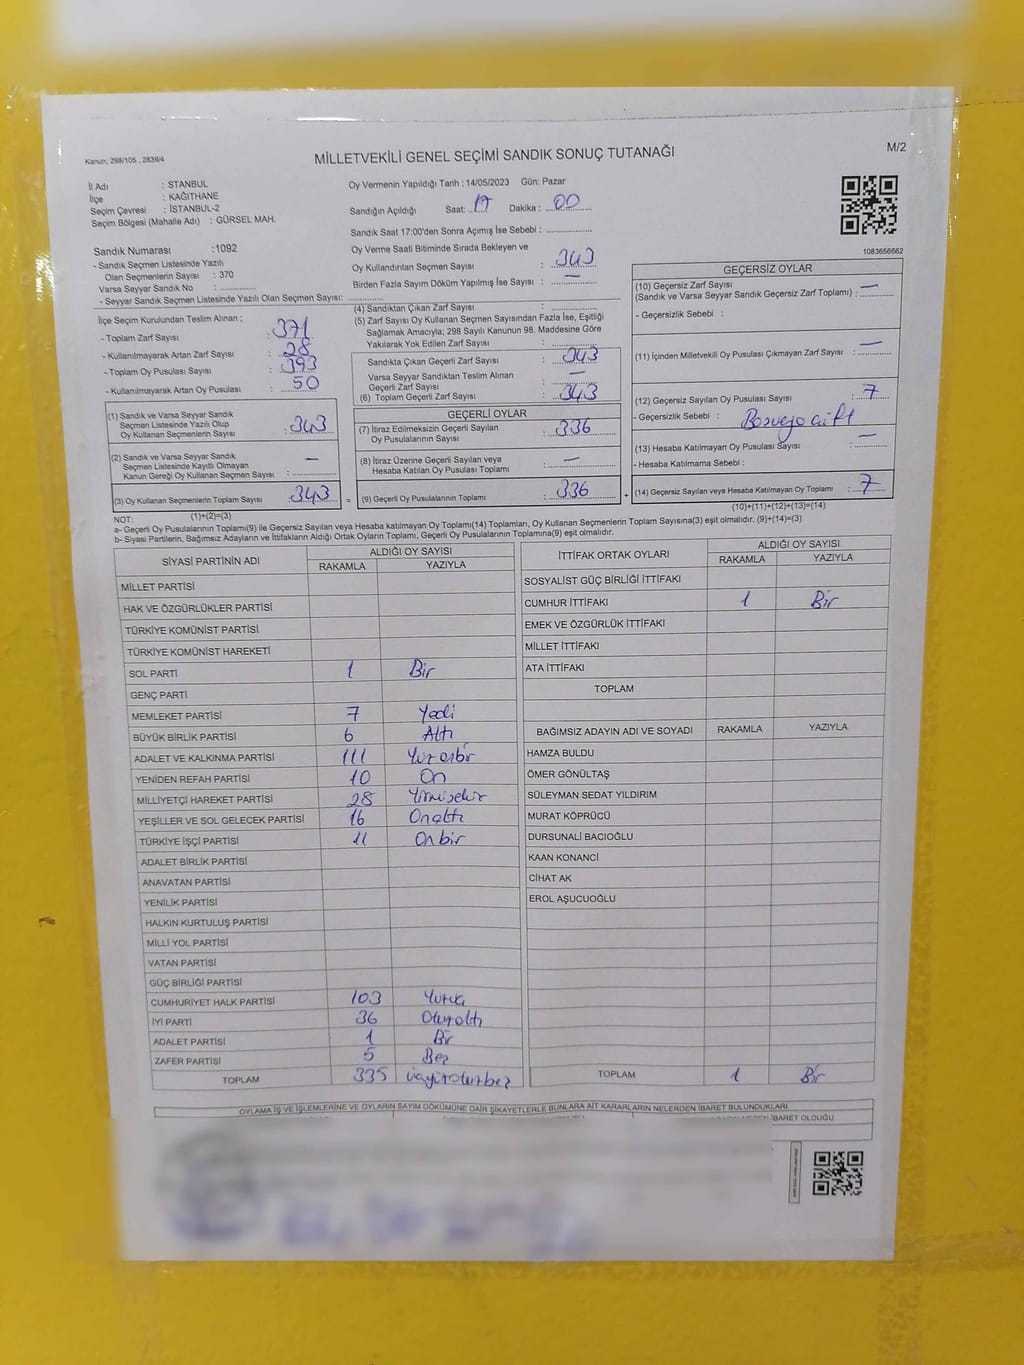 Kanun; 298/105 , 2839/4
MİLLETVEKİLİ GENEL SEÇİMİ SANDIK SONUÇ TUTANAĞI
M/2
İl Adı : STANBUL
İlçe : KAĞITHANE
Seçim Çevresi : İSTANBUL-2
Seçim Bölgesi (Mahalle Adı) : GÜRSEL MAH.
Oy Vermenin Yapıldığı Tarih : 14/05/2023 Gün: Pazar
Sandığın Açıldığı Saat: 17 Dakika : 00
Sandık Saat 17:00'den Sonra Açılmış İse Sebebi :
Sandık Numarası : 1092
- Sandık Seçmen Listesinde Yazılı
Olan Seçmenlerin Sayısı : 370
Varsa Seyyar Sandık No :
- Seyyar Sandık Seçmen Listesinde Yazılı Olan Seçmen Sayısı:
Oy Verme Saati Bitiminde Sırada Bekleyen ve
Oy Kullandırılan Seçmen Sayısı : 343
Birden Fazla Sayım Döküm Yapılmış İse Sayısı : —
1083656662
İlçe Seçim Kurulundan Teslim Alınan ;
- Toplam Zarf Sayısı : 371
- Kullanılmayarak Artan Zarf Sayısı : 28
- Toplam Oy Pusulası Sayısı : 393
- Kullanılmayarak Artan Oy Pusulası : 50
(4) Sandıktan Çıkan Zarf Sayısı :
(5) Zarf Sayısı Oy Kullanan Seçmen Sayısından Fazla İse, Eşitliği
Sağlamak Amacıyla; 298 Sayılı Kanunun 98. Maddesine Göre
Yakılarak Yok Edilen Zarf Sayısı :
Sandıkta Çıkan Geçerli Zarf Sayısı : 343
Varsa Seyyar Sandıktan Teslim Alınan
Geçerli Zarf Sayısı : —
(6) Toplam Geçerli Zarf Sayısı : 343
GEÇERSİZ OYLAR
(10) Geçersiz Zarf Sayısı —
(Sandık ve Varsa Seyyar Sandık Geçersiz Zarf Toplamı) :
- Geçersizlik Sebebi :
(11) İçinden Milletvekili Oy Pusulası Çıkmayan Zarf Sayısı : —
(12) Geçersiz Sayılan Oy Pusulası Sayısı : 7
- Geçersizlik Sebebi :
(13) Hesaba Katılmayan Oy Pusulası Sayısı : —
- Hesaba Katılmama Sebebi :
(14) Geçersiz Sayılan veya Hesaba Katılmayan Oy Toplamı : 7
(10)+(11)+(12)+(13)=(14)
(1) Sandık ve Varsa Seyyar Sandık
Seçmen Listesinde Yazılı Olup
Oy Kullanan Seçmenlerin Sayısı : 343
(2) Sandık ve Varsa Seyyar Sandık
Seçmen Listesinde Kayıtlı Olmayan
Kanun Gereği Oy Kullanan Seçmen Sayısı : —
(3) Oy Kullanan Seçmenlerin Toplam Sayısı : 343 =
(1)+(2)=(3)
GEÇERLİ OYLAR
(7) İtiraz Edilmeksizin Geçerli Sayılan
Oy Pusulalarının Sayısı : 336
(8) İtiraz Üzerine Geçerli Sayılan veya
Hesaba Katılan Oy Pusulası Toplamı : —
(9) Geçerli Oy Pusulalarının Toplamı : 336 +
NOT:
a- Geçerli Oy Pusulalarının Toplamı(9) ile Geçersiz Sayılan veya Hesaba katılmayan Oy Toplamı(14) Toplamları, Oy Kullanan Seçmenlerin Toplam Sayısına(3) eşit olmalıdır. (9)+(14)=(3)
b- Siyasi Partilerin, Bağımsız Adayların ve İttifakların Aldığı Ortak Oyların Toplamı, Geçerli Oy Pusulalarının Toplamına(9) eşit olmalıdır.
SİYASİ PARTİNİN ADI ALDIĞI OY SAYISI
RAKAMLA YAZIYLA
MİLLET PARTİSİ
HAK VE ÖZGÜRLÜKLER PARTİSİ
TÜRKİYE KOMÜNİST PARTİSİ
TÜRKİYE KOMÜNİST HAREKETİ
SOL PARTİ 1 Bir
GENÇ PARTİ
MEMLEKET PARTİSİ 7 Yedi
BÜYÜK BİRLİK PARTİSİ 6 Altı
ADALET VE KALKINMA PARTİSİ 111 Yüzonbir
YENİDEN REFAH PARTİSİ 10 On
MİLLİYETÇİ HAREKET PARTİSİ 28 Yirmisekiz
YEŞİLLER VE SOL GELECEK PARTİSİ 16 Onaltı
TÜRKİYE İŞÇİ PARTİSİ 11 Onbir
ADALET BİRLİK PARTİSİ
ANAVATAN PARTİSİ
YENİLİK PARTİSİ
HALKIN KURTULUŞ PARTİSİ
MİLLİ YOL PARTİSİ
VATAN PARTİSİ
GÜÇ BİRLİĞİ PARTİSİ
CUMHURİYET HALK PARTİSİ 103 Yüzüç
İYİ PARTİ 36 Otuzaltı
ADALET PARTİSİ 1 Bir
ZAFER PARTİSİ 5 Beş
TOPLAM 335 üçyüzotuzbeş
İTTİFAK ORTAK OYLARI ALDIĞI OY SAYISI
RAKAMLA YAZIYLA
SOSYALİST GÜÇ BİRLİĞİ İTTİFAKI
CUMHUR İTTİFAKI 1 Bir
EMEK VE ÖZGÜRLÜK İTTİFAKI
MİLLET İTTİFAKI
ATA İTTİFAKI
TOPLAM
BAĞIMSIZ ADAYIN ADI VE SOYADI RAKAMLA YAZIYLA
HAMZA BULDU
ÖMER GÖNÜLTAŞ
SÜLEYMAN SEDAT YILDIRIM
MURAT KÖPRÜCÜ
DURSUNALİ BACIOĞLU
KAAN KONANCİ
CİHAT AK
EROL AŞUCUOĞLU
TOPLAM 1 Bir
OYLAMA İŞ VE İŞLEMLERİNE VE OYLARIN SAYIM DÖKÜMÜNE DAİR ŞİKAYETLERLE BUNLARA AİT KARARLARIN NELERDEN İBARET BULUNDUKLARI
İBARET OLDUĞU